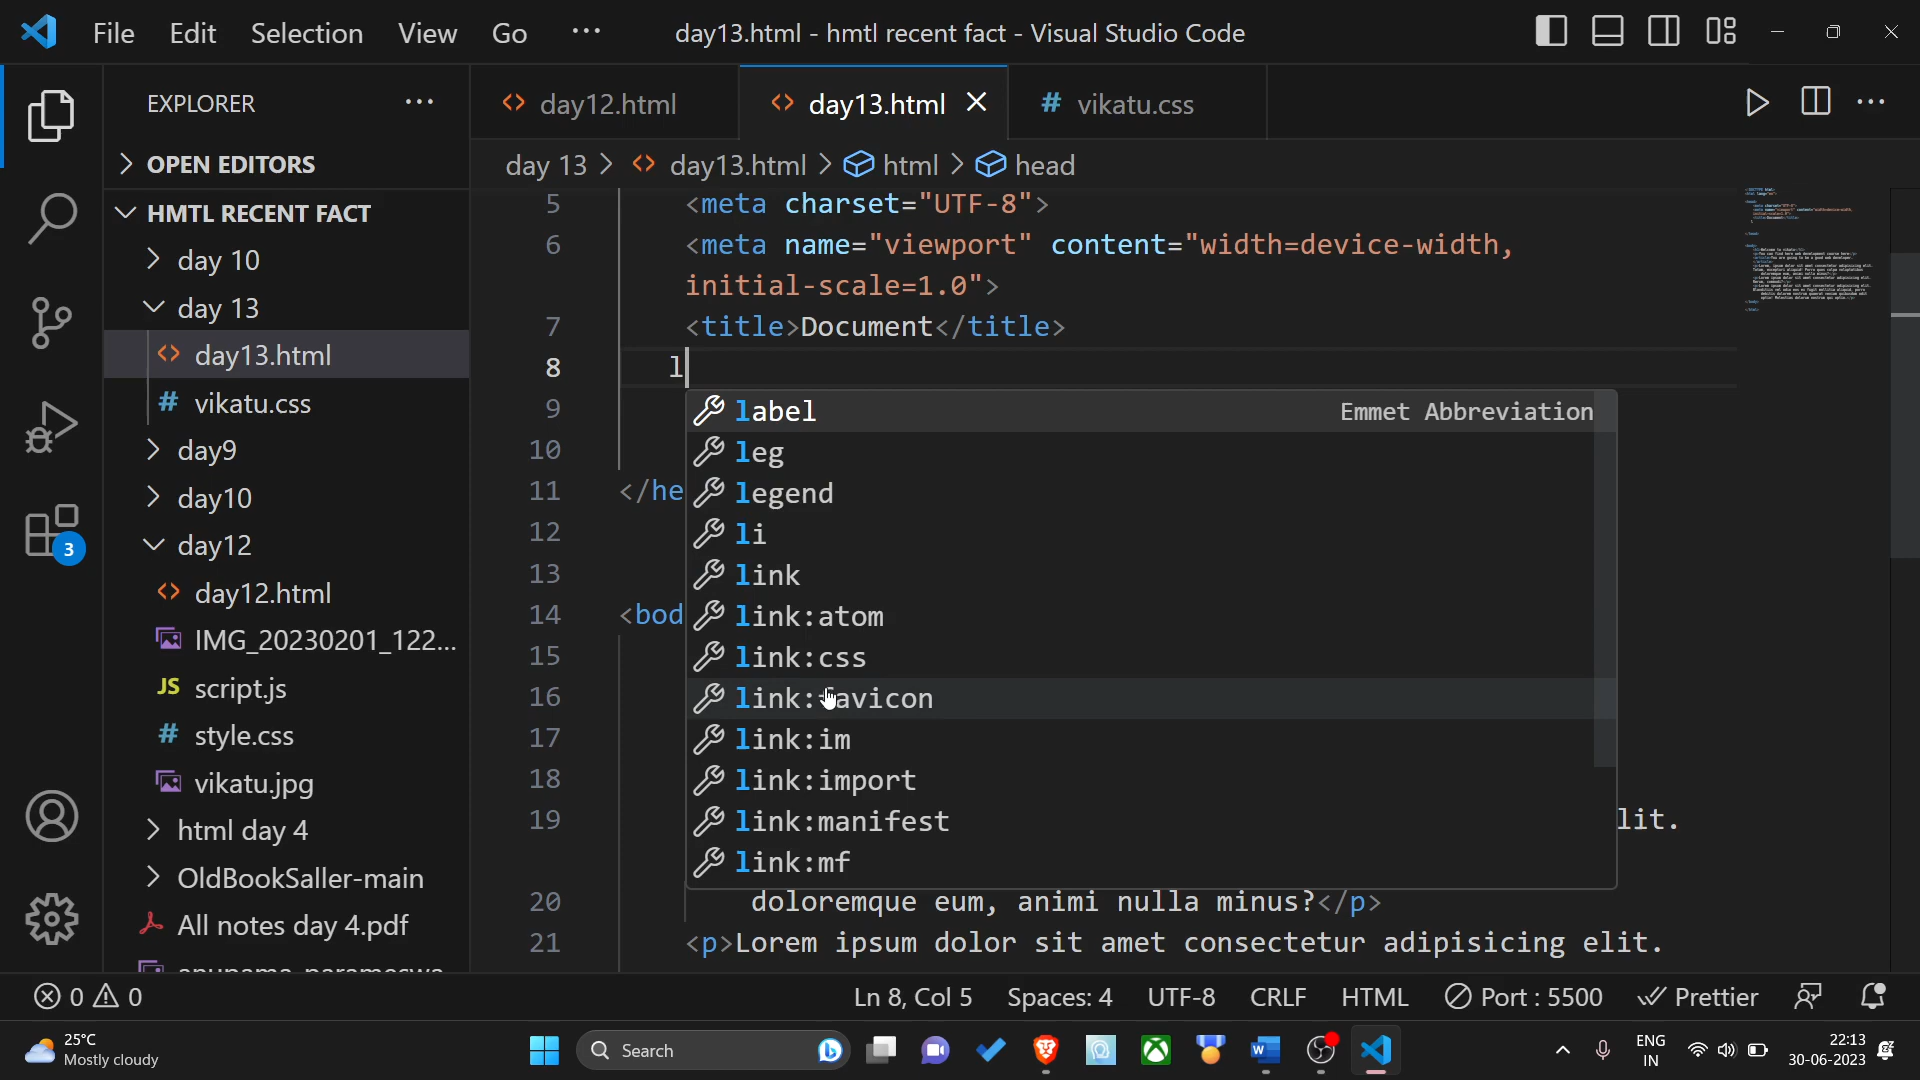 File Edit Selection View Go ··· day13.html - hmtl recent fact - Visual Studio Code
EXPLORER ···
OPEN EDITORS
HMTL RECENT FACT
day 10
day 13
day13.html
vikatu.css
day9
day10
day12
day12.html
IMG_20230201_122...
script.js
style.css
vikatu.jpg
html day 4
OldBookSaller-main
All notes day 4.pdf
3
day12.html day13.html vikatu.css
day 13 > day13.html > html > head
5 <meta charset="UTF-8">
6 <meta name="viewport" content="width=device-width,
initial-scale=1.0">
7 <title>Document</title>
8 l
9
10
11 </he
12
13
14 <bod
15
16
17
18
19 lit.
20 doloremque eum, animi nulla minus?</p>
21 <p>Lorem ipsum dolor sit amet consectetur adipisicing elit.
label Emmet Abbreviation
leg
legend
li
link
link:atom
link:css
link:favicon
link:im
link:import
link:manifest
link:mf
0 0 Ln 8, Col 5 Spaces: 4 UTF-8 CRLF HTML Port : 5500 Prettier
25°C
Mostly cloudy
Search
ENG
IN
22:13
30-06-2023